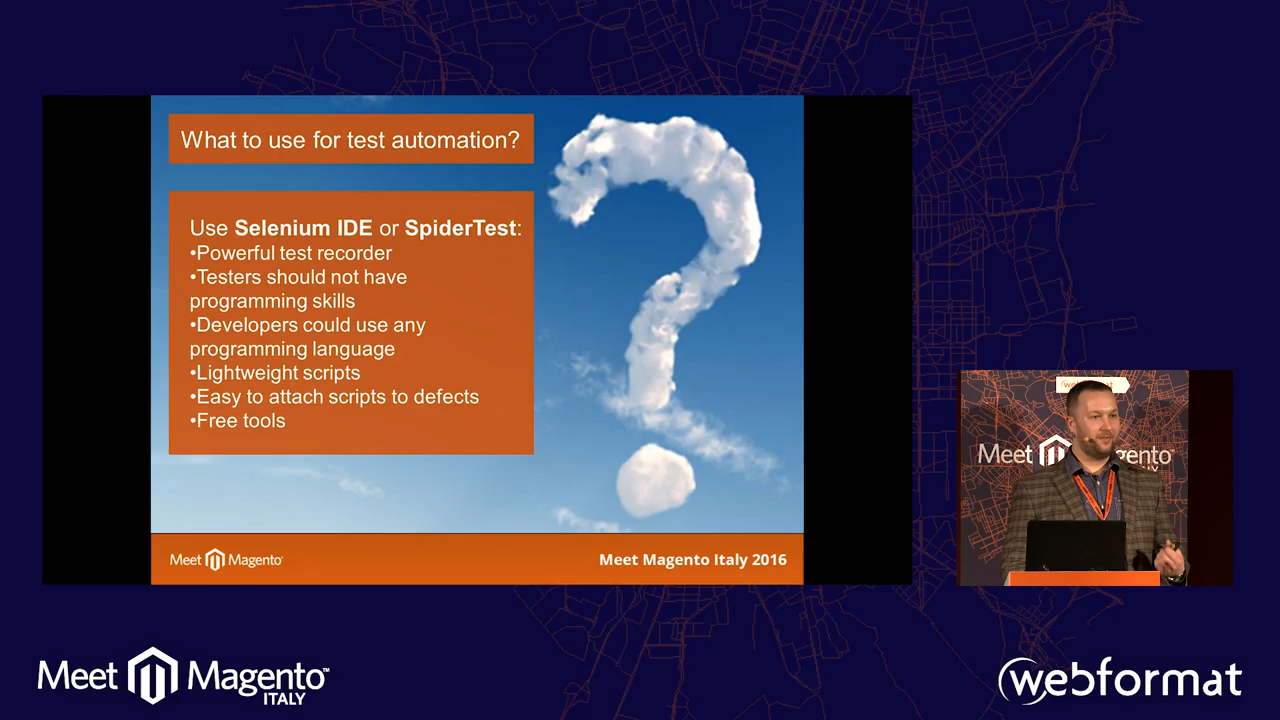 What to use for test automation?
Use Selenium IDE or SpiderTest:
•Powerful test recorder
•Testers should not have
programming skills
•Developers could use any
programming language
•Lightweight scripts
•Easy to attach scripts to defects
•Free tools
Meet Magento
Meet Magento Italy 2016
Meet Magento
Meet Magento™
ITALY
webformat